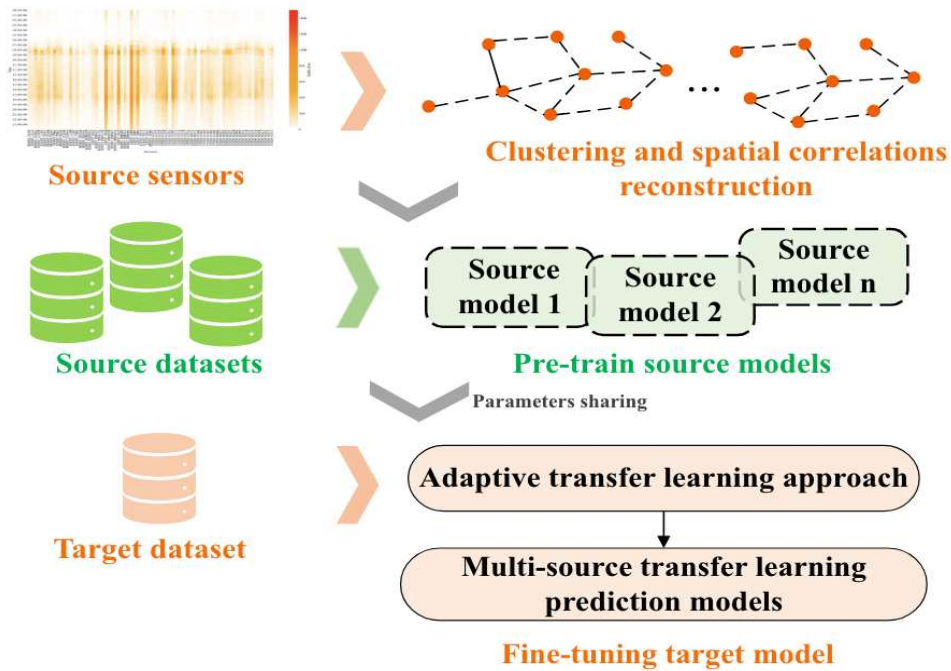 Source sensors
Clustering and spatial correlations
reconstruction
Source datasets
Source
model 1
Source
model 2
Source
model n
Pre-train source models
Parameters sharing
Target dataset
Adaptive transfer learning approach
Multi-source transfer learning
prediction models
Fine-tuning target model